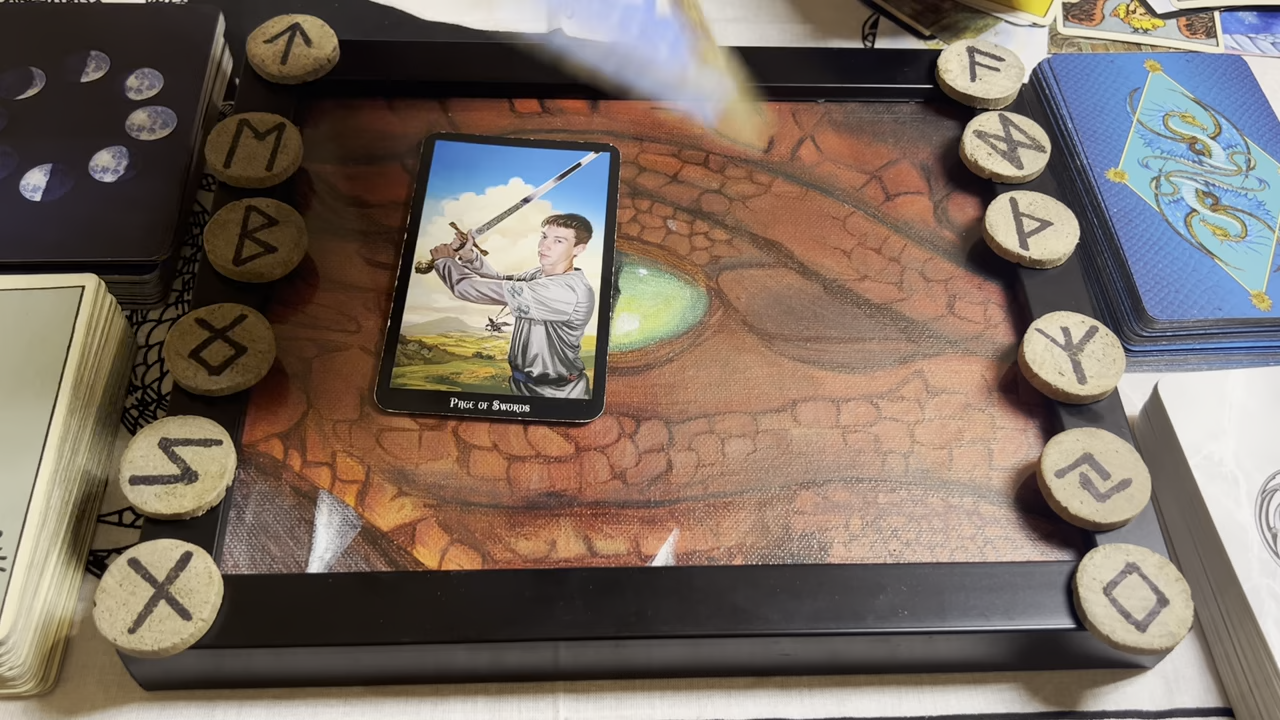 ᛏ
ᛖ
ᛒ
ᛟ
ᛊ
ᚷ
PAGE OF SWORDS
ᚨ
ᛞ
ᚦ
ᛉ
ᛃ
ᛜ